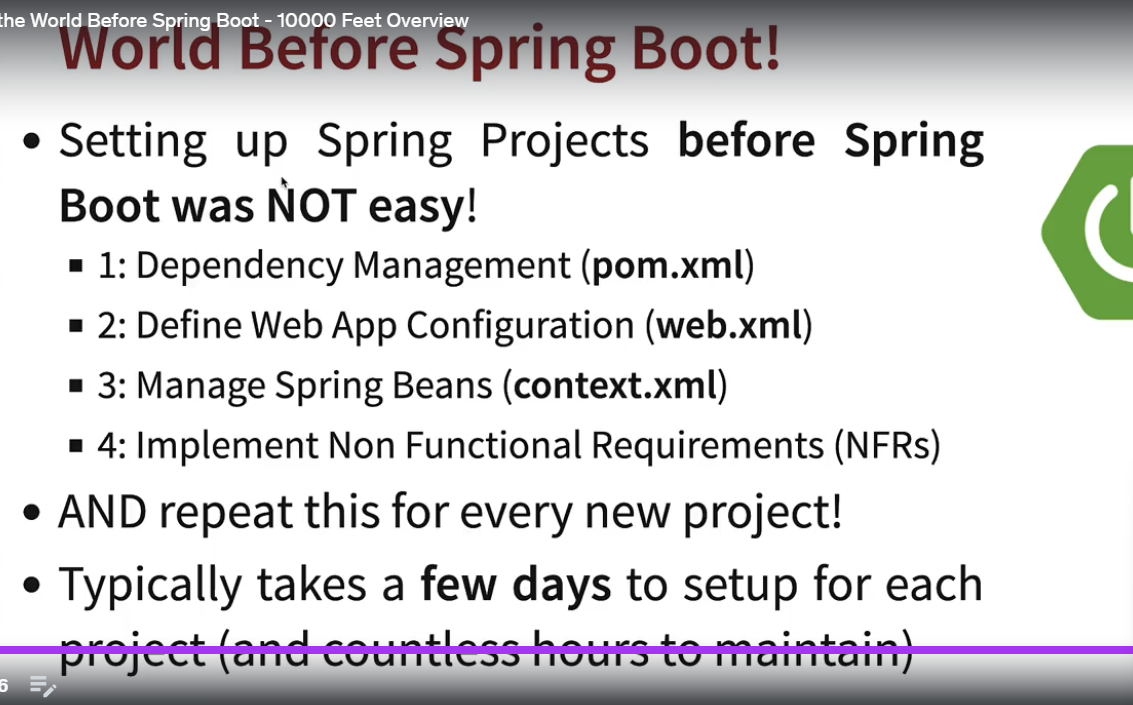 the World Before Spring Boot - 10000 Feet Overview
World Before Spring Boot!
• Setting up Spring Projects before Spring
Boot was NOT easy!
▪ 1: Dependency Management (pom.xml)
▪ 2: Define Web App Configuration (web.xml)
▪ 3: Manage Spring Beans (context.xml)
▪ 4: Implement Non Functional Requirements (NFRs)
• AND repeat this for every new project!
• Typically takes a few days to setup for each
project (and countless hours to maintain)
6